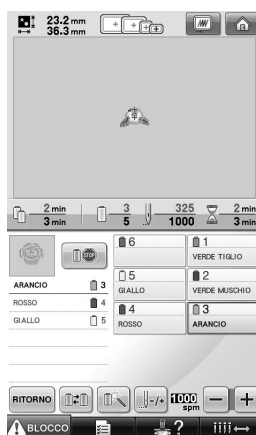 23.2 mm
36.3 mm
2 min
3 min
3
5
325
1000
2 min
3 min
6
1
VERDE TIGLIO
STOP
5
GIALLO
2
VERDE MUSCHIO
ARANCIO 3
ROSSO 4
GIALLO 5
4
ROSSO
3
ARANCIO
RITORNO
-/+
1000
spm
- +
BLOCCO
?